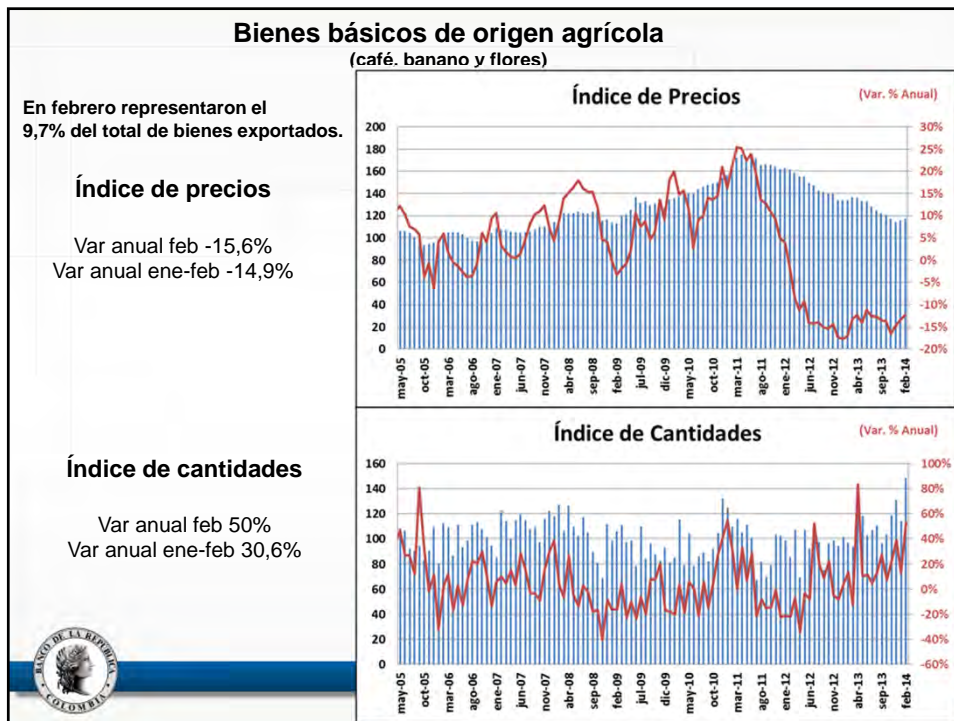 Bienes básicos de origen agrícola
(café, banano y flores)
En febrero representaron el
9,7% del total de bienes exportados.
Índice de precios
Var anual feb -15,6%
Var anual ene-feb -14,9%
Índice de Precios
(Var. % Anual)
200
180
160
140
120
100
80
60
40
20
0
30%
25%
20%
15%
10%
5%
0%
-5%
-10%
-15%
-20%
may-05
oct-05
mar-06
ago-06
ene-07
jun-07
nov-07
abr-08
sep-08
feb-09
jul-09
dic-09
may-10
oct-10
mar-11
ago-11
ene-12
jun-12
nov-12
abr-13
sep-13
feb-14
Índice de cantidades
Var anual feb 50%
Var anual ene-feb 30,6%
Índice de Cantidades
(Var. % Anual)
160
140
120
100
80
60
40
20
0
100%
80%
60%
40%
20%
0%
-20%
-40%
-60%
may-05
oct-05
mar-06
ago-06
ene-07
jun-07
nov-07
abr-08
sep-08
feb-09
jul-09
dic-09
may-10
oct-10
mar-11
ago-11
ene-12
jun-12
nov-12
abr-13
sep-13
feb-14
BANCO DE LA REPÚBLICA
COLOMBIA